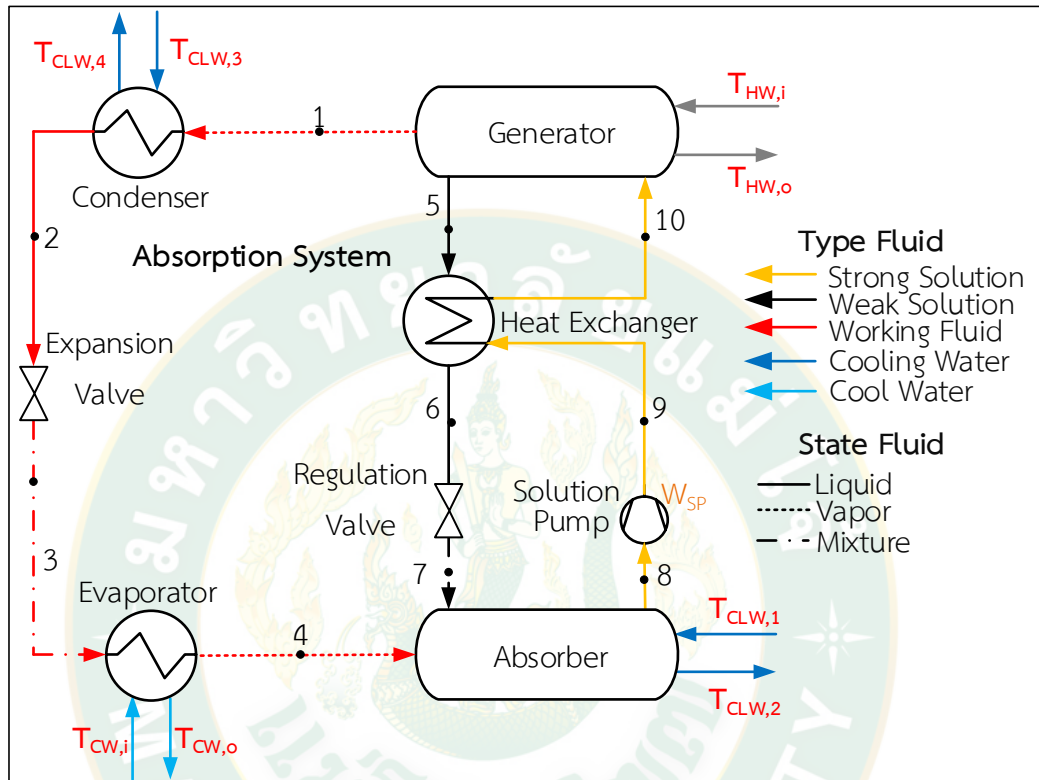 T_CLW,4
T_CLW,3
1
Generator
T_HW,i
T_HW,o
Condenser
2
5
10
Absorption System
Type Fluid
Strong Solution
Weak Solution
Working Fluid
Cooling Water
Cool Water
Heat Exchanger
Expansion
Valve
6
9
State Fluid
Liquid
Vapor
Mixture
Regulation
Valve
Solution
Pump
W_SP
3
7
8
Evaporator
4
Absorber
T_CLW,1
T_CLW,2
T_CW,i
T_CW,o